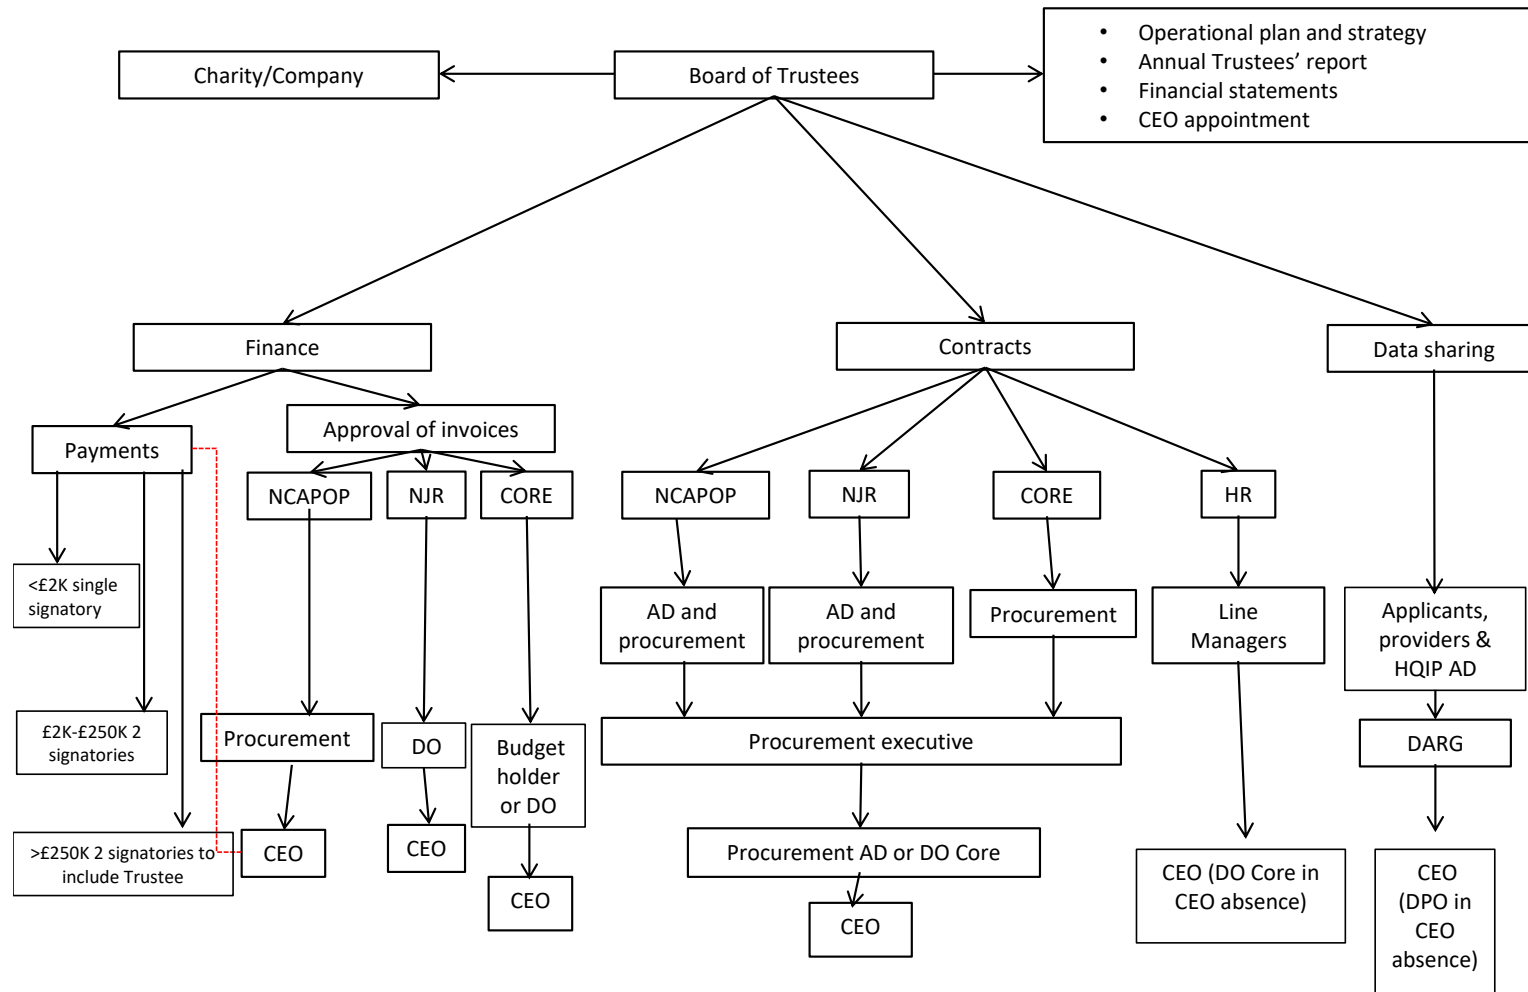 Charity/Company
Board of Trustees
• Operational plan and strategy
• Annual Trustees’ report
• Financial statements
• CEO appointment
Finance
Contracts
Data sharing
Payments
Approval of invoices
NCAPOP
NJR
CORE
NCAPOP
NJR
CORE
HR
<£2K single
signatory
AD and
procurement
AD and
procurement
Procurement
Line
Managers
Applicants,
providers &
HQIP AD
£2K-£250K 2
signatories
Procurement
DO
Budget
holder
or DO
Procurement executive
DARG
>£250K 2 signatories to
include Trustee
CEO
CEO
CEO
Procurement AD or DO Core
CEO
CEO (DO Core in
CEO absence)
CEO
(DPO in
CEO
absence)